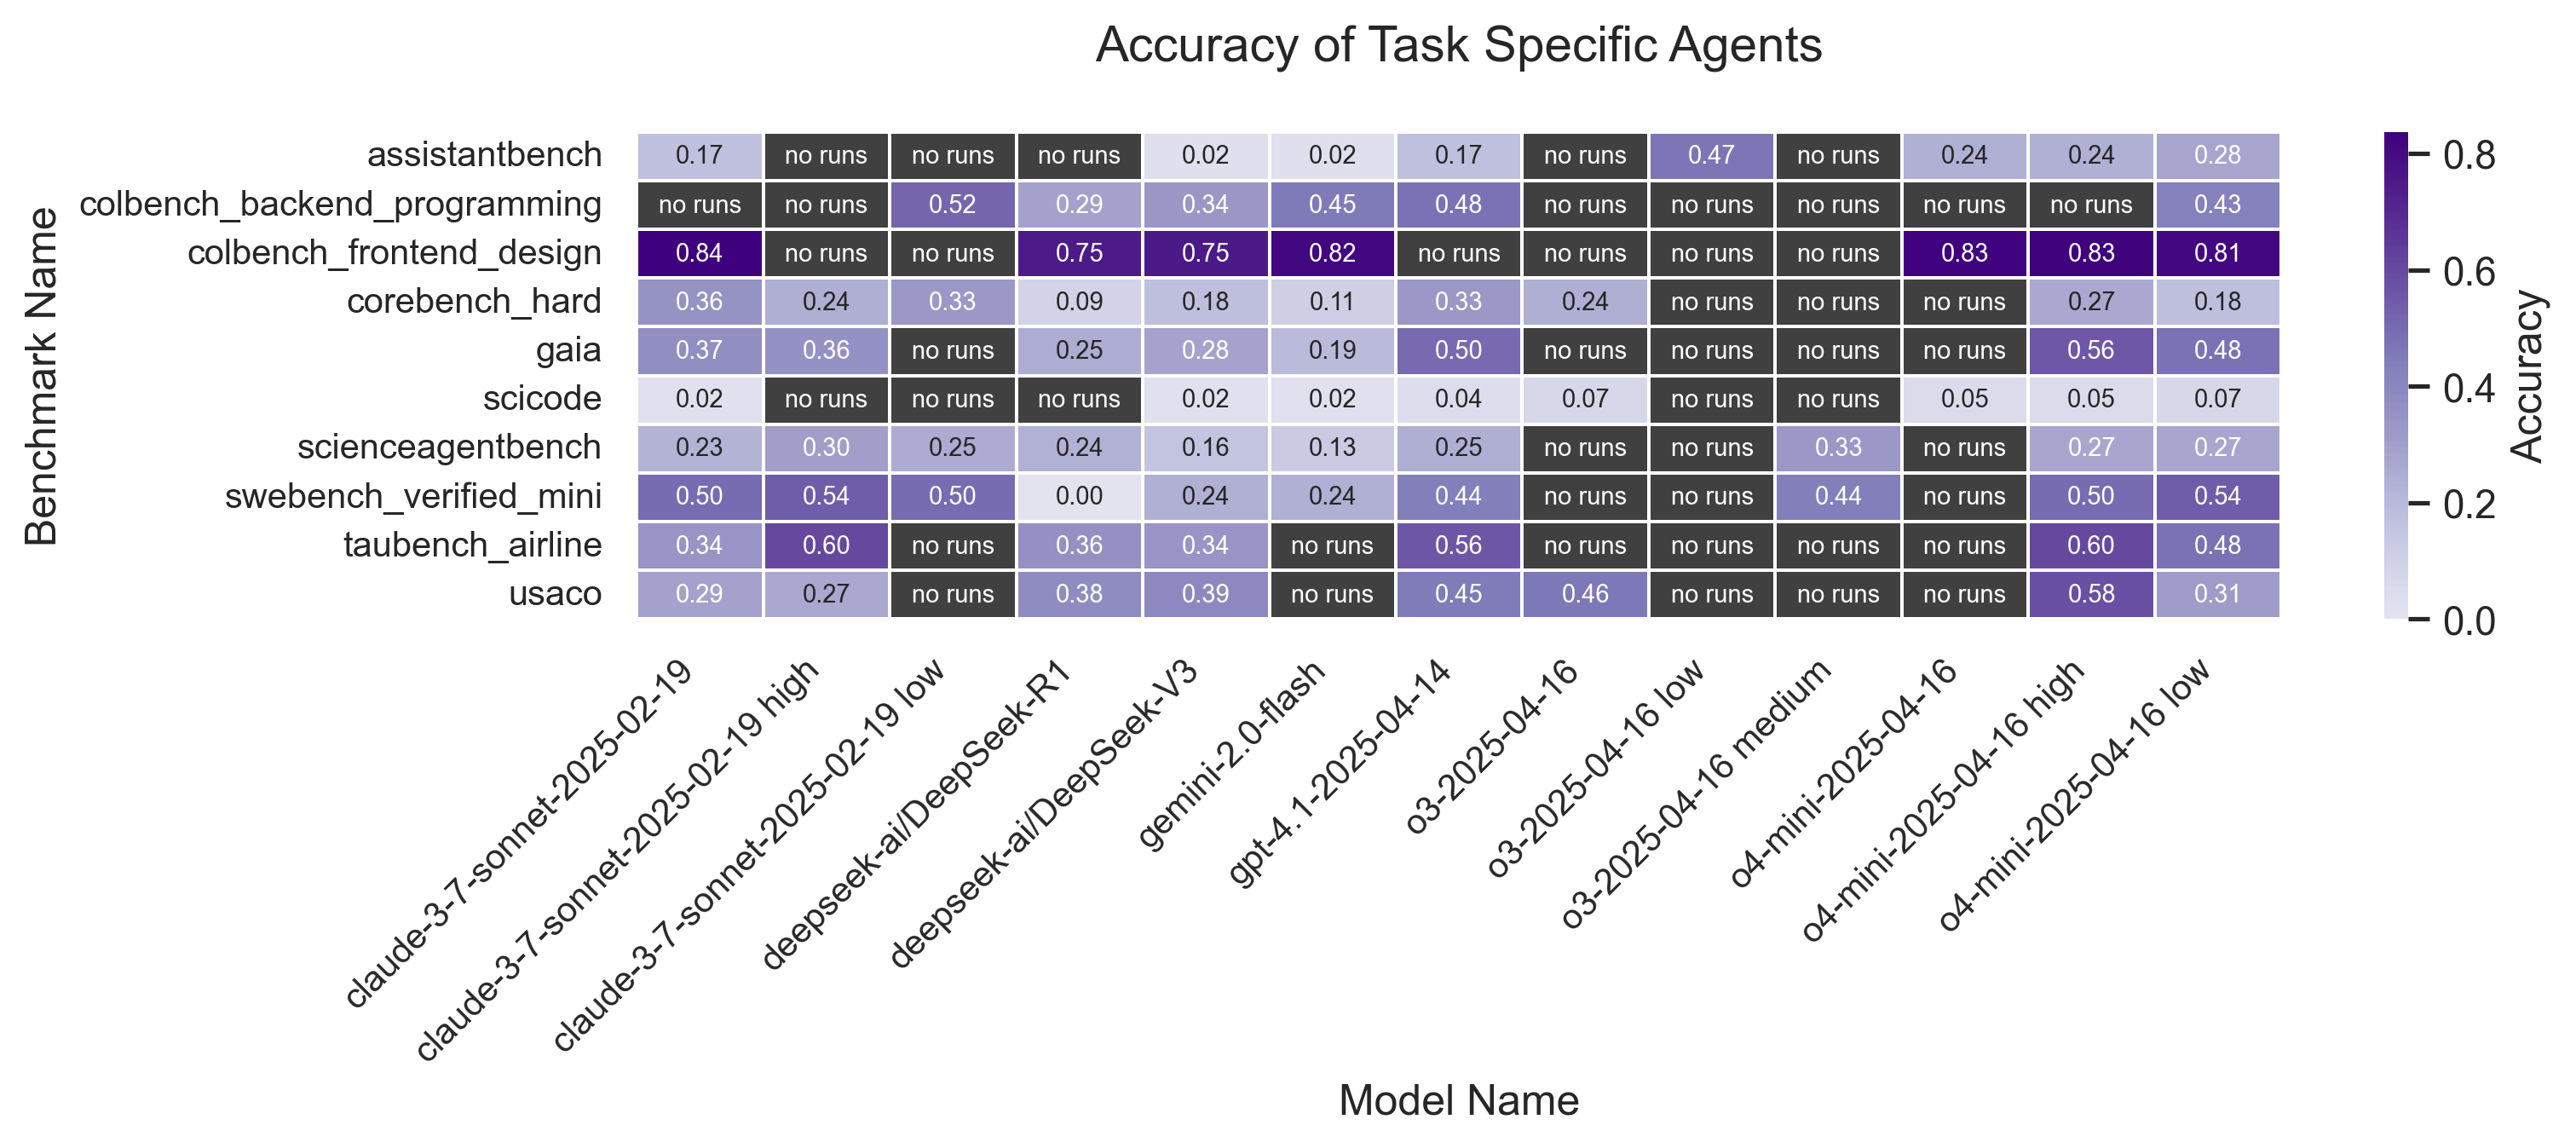 Accuracy of Task Specific Agents
Benchmark Name
assistantbench 0.17 no runs no runs no runs 0.02 0.02 0.17 no runs 0.47 no runs 0.24 0.24 0.28
colbench_backend_programming no runs no runs 0.52 0.29 0.34 0.45 0.48 no runs no runs no runs no runs no runs 0.43
colbench_frontend_design 0.84 no runs no runs 0.75 0.75 0.82 no runs no runs no runs no runs 0.83 0.83 0.81
corebench_hard 0.36 0.24 0.33 0.09 0.18 0.11 0.33 0.24 no runs no runs no runs 0.27 0.18
gaia 0.37 0.36 no runs 0.25 0.28 0.19 0.50 no runs no runs no runs no runs 0.56 0.48
scicode 0.02 no runs no runs no runs 0.02 0.02 0.04 0.07 no runs no runs 0.05 0.05 0.07
scienceagentbench 0.23 0.30 0.25 0.24 0.16 0.13 0.25 no runs no runs 0.33 no runs 0.27 0.27
swebench_verified_mini 0.50 0.54 0.50 0.00 0.24 0.24 0.44 no runs no runs 0.44 no runs 0.50 0.54
taubench_airline 0.34 0.60 no runs 0.36 0.34 no runs 0.56 no runs no runs no runs no runs 0.60 0.48
usaco 0.29 0.27 no runs 0.38 0.39 no runs 0.45 0.46 no runs no runs no runs 0.58 0.31
claude-3-7-sonnet-2025-02-19
claude-3-7-sonnet-2025-02-19 high
claude-3-7-sonnet-2025-02-19 low
deepseek-ai/DeepSeek-R1
deepseek-ai/DeepSeek-V3
gemini-2.0-flash
gpt-4.1-2025-04-14
o3-2025-04-16
o3-2025-04-16 low
o3-2025-04-16 medium
o4-mini-2025-04-16
o4-mini-2025-04-16 high
o4-mini-2025-04-16 low
Model Name
0.8
0.6
0.4
0.2
0.0
Accuracy